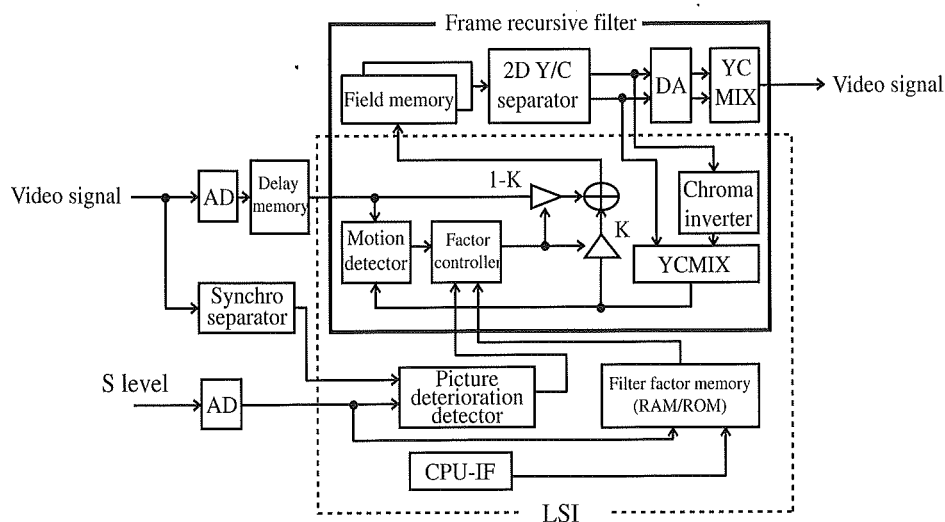 Frame recursive filter
2D Y/C
separator
DA
YC
MIX
Video signal
Field memory
Video signal
AD
Delay
memory
1-K
K
Chroma
inverter
Motion
detector
Factor
controller
YCMIX
Synchro
separator
S level
AD
Picture
deterioration
detector
Filter factor memory
(RAM/ROM)
CPU-IF
LSI